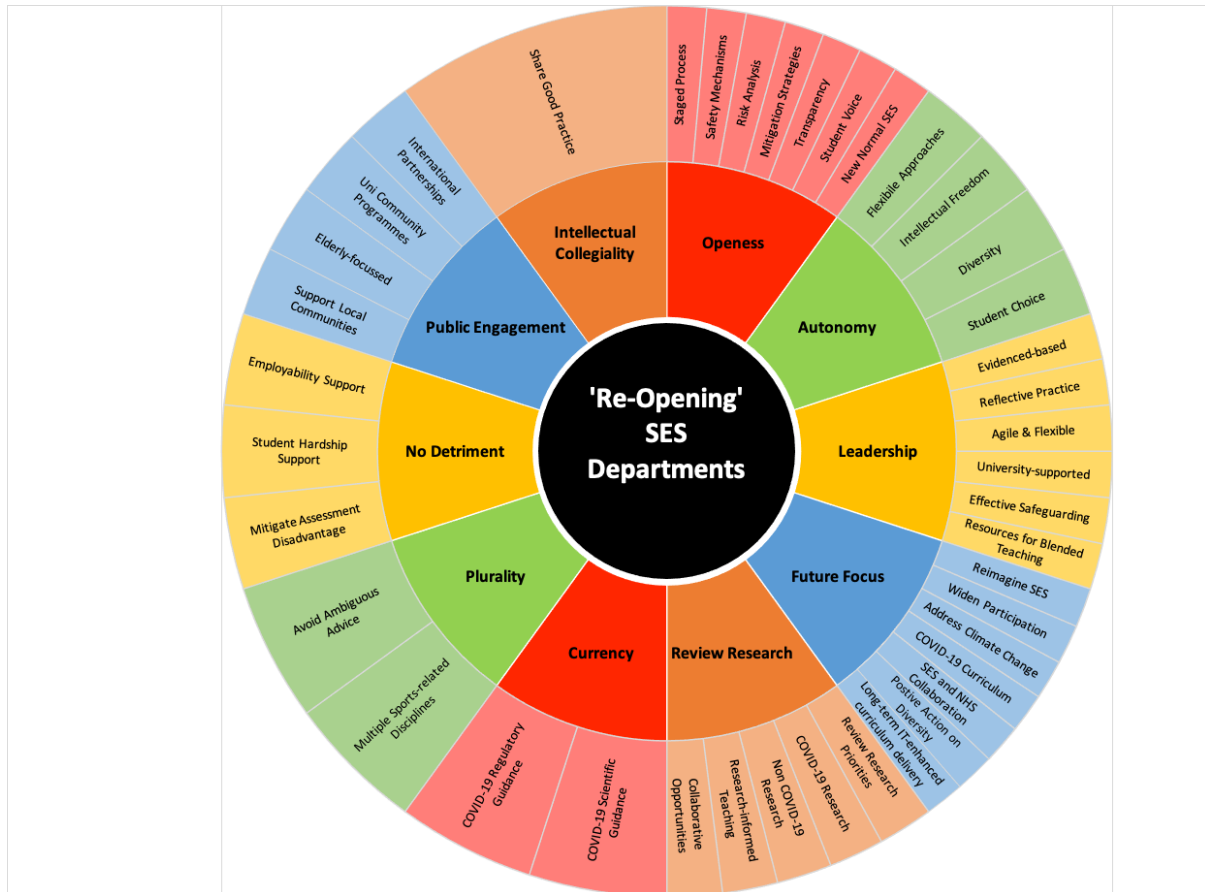 'Re-Opening'
SES
Departments
Openess
Staged Process
Safety Mechanisms
Risk Analysis
Mitigation Strategies
Transparency
Student Voice
New Normal SES
Autonomy
Flexibile Approaches
Intellectual Freedom
Diversity
Student Choice
Leadership
Evidenced-based
Reflective Practice
Agile & Flexible
University-supported
Effective Safeguarding
Resources for Blended
Teaching
Future Focus
Reimagine SES
Widen Participation
Address Climate Change
COVID-19 Curriculum
SES and NHS
Collaboration
Postive Action on
Diversity
Long-term IT-enhanced
curriculum delivery
Review Research
Review Research
Priorities
COVID-19 Research
Non COVID-19
Research
Research-informed
Teaching
Collaborative
Opportunities
Currency
COVID-19 Scientific
Guidance
COVID-19 Regulatory
Guidance
Plurality
Multiple Sports-related
Disciplines
Avoid Ambiguous
Advice
No Detriment
Mitigate Assessment
Disadvantage
Student Hardship
Support
Employability Support
Public Engagement
Support Local
Communities
Elderly-focussed
Uni Community
Programmes
International
Partnerships
Intellectual
Collegiality
Share Good Practice